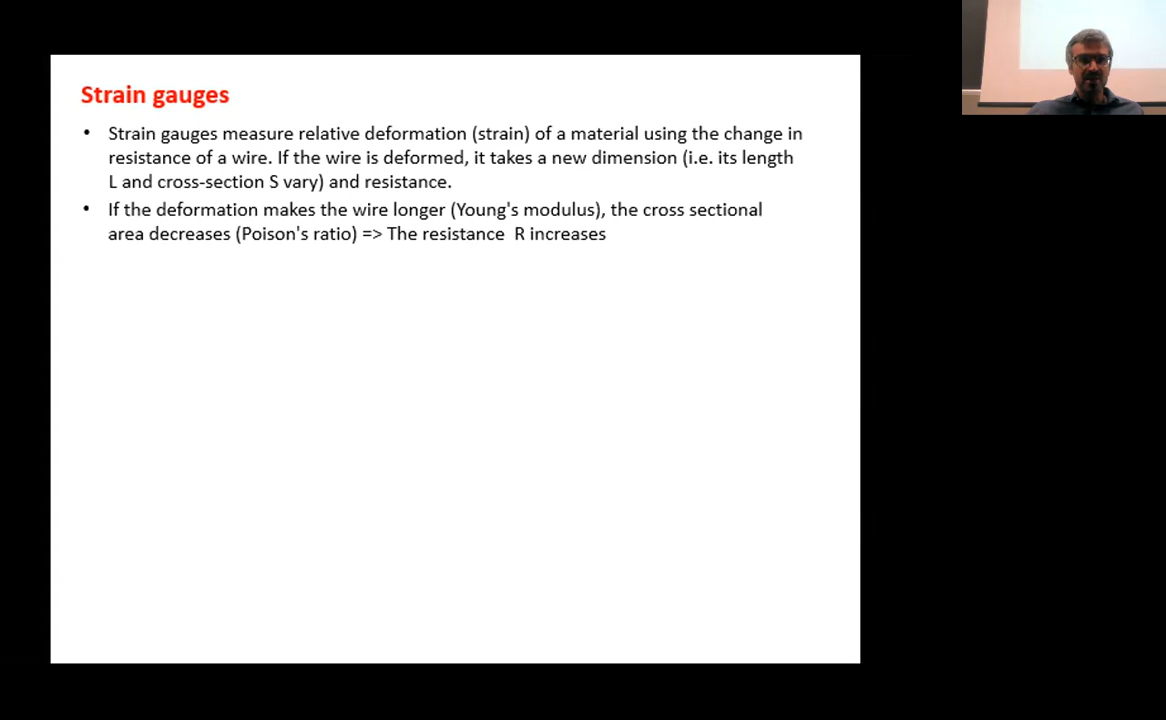 Strain gauges
• Strain gauges measure relative deformation (strain) of a material using the change in
resistance of a wire. If the wire is deformed, it takes a new dimension (i.e. its length
L and cross-section S vary) and resistance.
• If the deformation makes the wire longer (Young's modulus), the cross sectional
area decreases (Poison's ratio) => The resistance  R increases